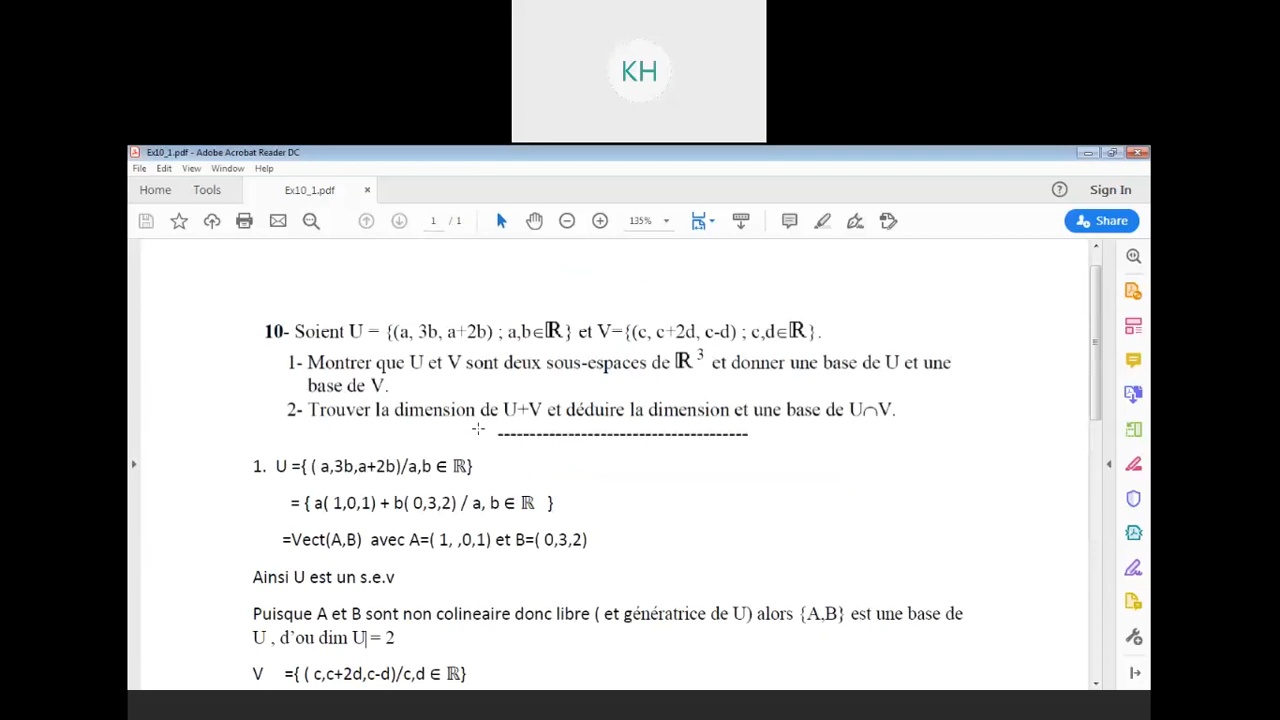 KH
Ex10_1.pdf - Adobe Acrobat Reader DC
File Edit View Window Help
Home Tools Ex10_1.pdf × Sign In
1 / 1 135% Share
10- Soient U = {(a, 3b, a+2b) ; a,b∈ℝ} et V={(c, c+2d, c-d) ; c,d∈ℝ}.
1- Montrer que U et V sont deux sous-espaces de ℝ ³ et donner une base de U et une
base de V.
2- Trouver la dimension de U+V et déduire la dimension et une base de U∩V.
------------------------------------
1. U ={ ( a,3b,a+2b)/a,b ∈ ℝ}
= { a( 1,0,1) + b( 0,3,2) / a, b ∈ ℝ }
=Vect(A,B) avec A=( 1, ,0,1) et B=( 0,3,2)
Ainsi U est un s.e.v
Puisque A et B sont non colineaire donc libre ( et génératrice de U) alors {A,B} est une base de
U , d’ou dim U = 2
V ={ ( c,c+2d,c-d)/c,d ∈ ℝ}